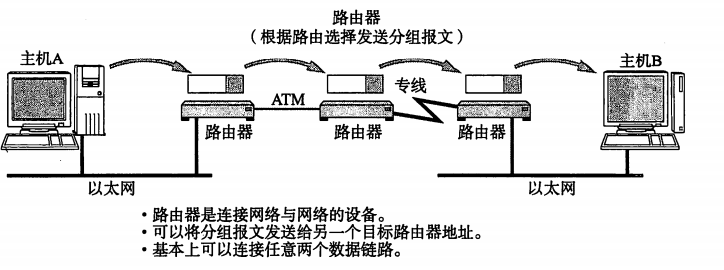 路由器
（根据路由选择发送分组报文）
主机A
主机B
ATM
专线
路由器
路由器
路由器
以太网
以太网
·路由器是连接网络与网络的设备。
·可以将分组报文发送给另一个目标路由器地址。
·基本上可以连接任意两个数据链路。